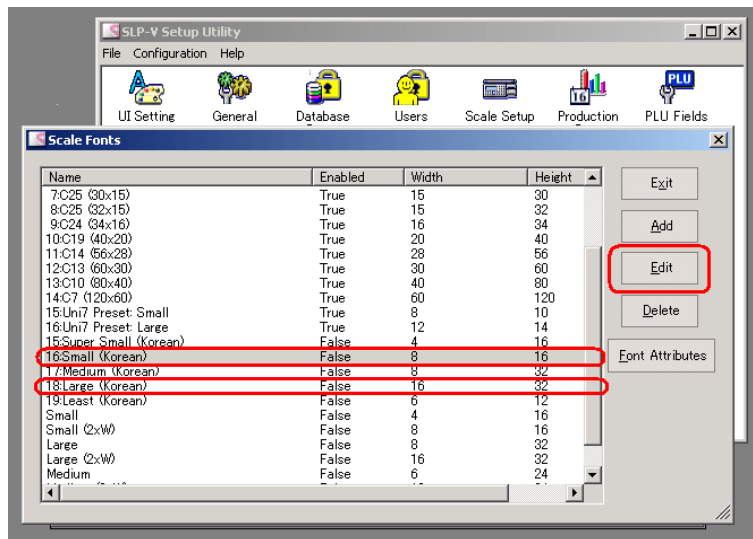 SLP-V Setup Utility
File Configuration Help
UI Setting General Database Users Scale Setup Production PLU Fields
16
PLU
Scale Fonts
Name Enabled Width Height
7:C25 (30x15) True 15 30
8:C25 (32x15) True 15 32
9:C24 (34x16) True 16 34
10:C19 (40x20) True 20 40
11:C14 (56x28) True 28 56
12:C13 (60x30) True 30 60
13:C10 (80x40) True 40 80
14:C7 (120x60) True 60 120
15:Uni7 Preset: Small True 8 10
16:Uni7 Preset: Large True 12 14
15:Super Small (Korean) False 4 16
16:Small (Korean) False 8 16
17:Medium (Korean) False 8 32
18:Large (Korean) False 16 32
19:Least (Korean) False 6 12
Small False 4 16
Small (2xW) False 8 16
Large False 8 32
Large (2xW) False 16 32
Medium False 6 24
Exit
Add
Edit
Delete
Font Attributes